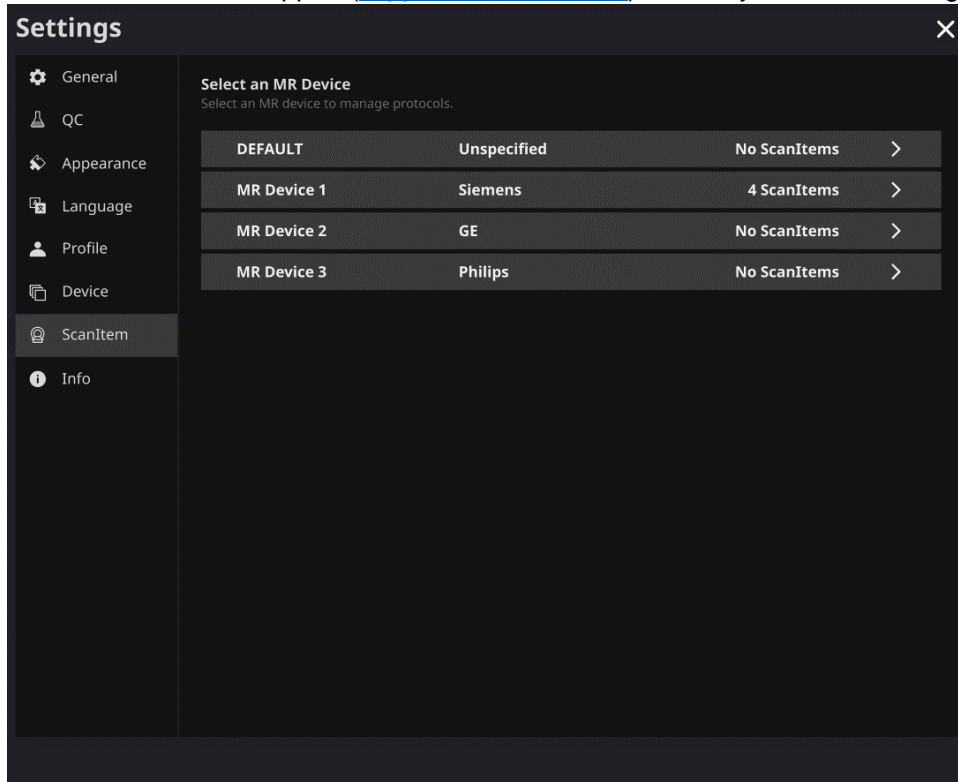 Settings
General
QC
Appearance
Language
Profile
Device
ScanItem
Info
Select an MR Device
Select an MR device to manage protocols.
DEFAULT Unspecified No ScanItems
MR Device 1 Siemens 4 ScanItems
MR Device 2 GE No ScanItems
MR Device 3 Philips No ScanItems